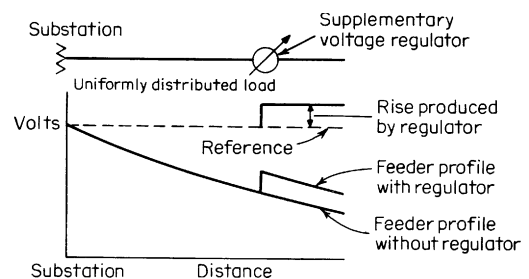 Substation
Supplementary
voltage regulator
Uniformly distributed load
Volts
Rise produced
by regulator
Reference
Feeder profile
with regulator
Feeder profile
without regulator
Substation
Distance